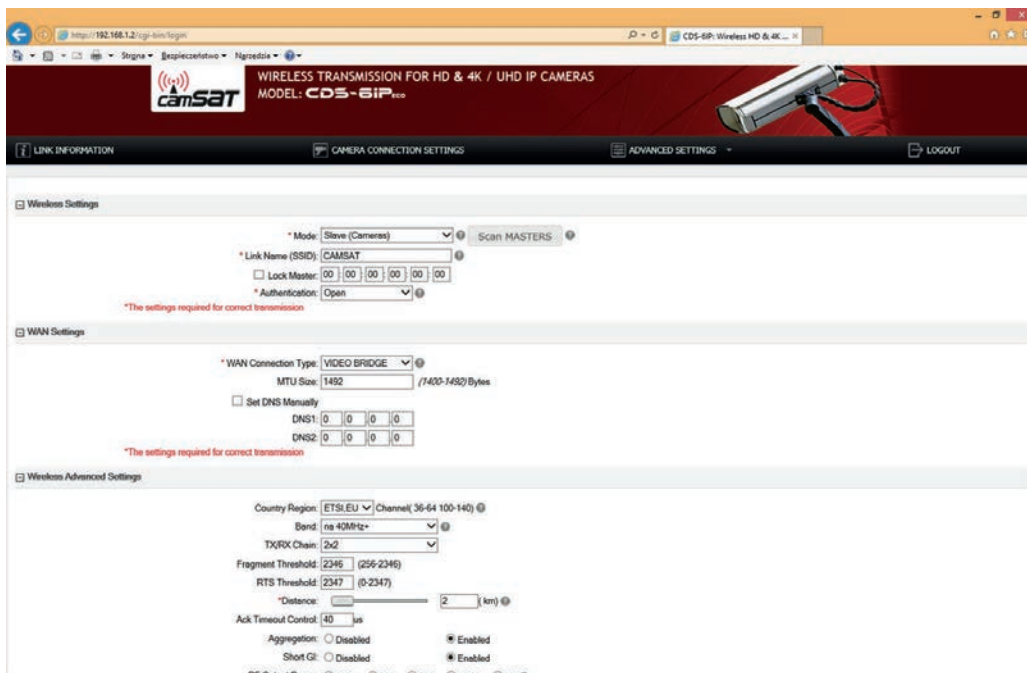 http://192.168.1.2/cgi-bin/login
CDS-6IP: Wireless HD & 4K ...
Strona Bezpieczeństwo Narzędzia
camSAT
WIRELESS TRANSMISSION FOR HD & 4K / UHD IP CAMERAS
MODEL: CDS-6iP eco
LINK INFORMATION CAMERA CONNECTION SETTINGS ADVANCED SETTINGS LOGOUT
Wireless Settings
* Mode: Slave (Cameras) Scan MASTERS
* Link Name (SSID): CAMSAT
Lock Master: 00 : 00 : 00 : 00 : 00 : 00
* Authentication: Open
*The settings required for correct transmission
WAN Settings
* WAN Connection Type: VIDEO BRIDGE
MTU Size: 1492 (1400-1492) Bytes
Set DNS Manually
DNS1: 0 . 0 . 0 . 0
DNS2: 0 . 0 . 0 . 0
*The settings required for correct transmission
Wireless Advanced Settings
Country Region: ETSI,EU Channel( 36-64 100-140)
Band: na 40MHz+
TX/RX Chain: 2x2
Fragment Threshold: 2346 (256-2346)
RTS Threshold: 2347 (0-2347)
*Distance: 2 ( km)
Ack Timeout Control: 40 us
Aggregation: Disabled Enabled
Short GI: Disabled Enabled